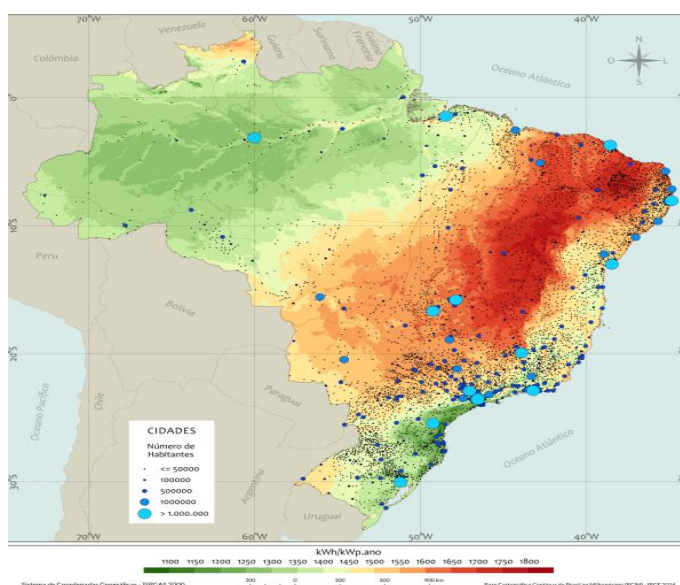 70°W
60°W
50°W
40°W
Venezuela
Colômbia
Guiana
Suriname
Guiana
Francesa
Oceano Atlântico
N
O
L
S
0°
Peru
10°S
10°S
Bolívia
20°S
20°S
Oceano Pacífico
Chile
Paraguai
Argentina
Oceano Atlântico
30°S
30°S
Uruguai
CIDADES
Número de
Habitantes
<= 50000
100000
500000
1000000
> 1.000.000
70°W
60°W
50°W
40°W
kWh/kWp.ano
1100 1150 1200 1250 1300 1350 1400 1450 1500 1550 1600 1650 1700 1750 1800